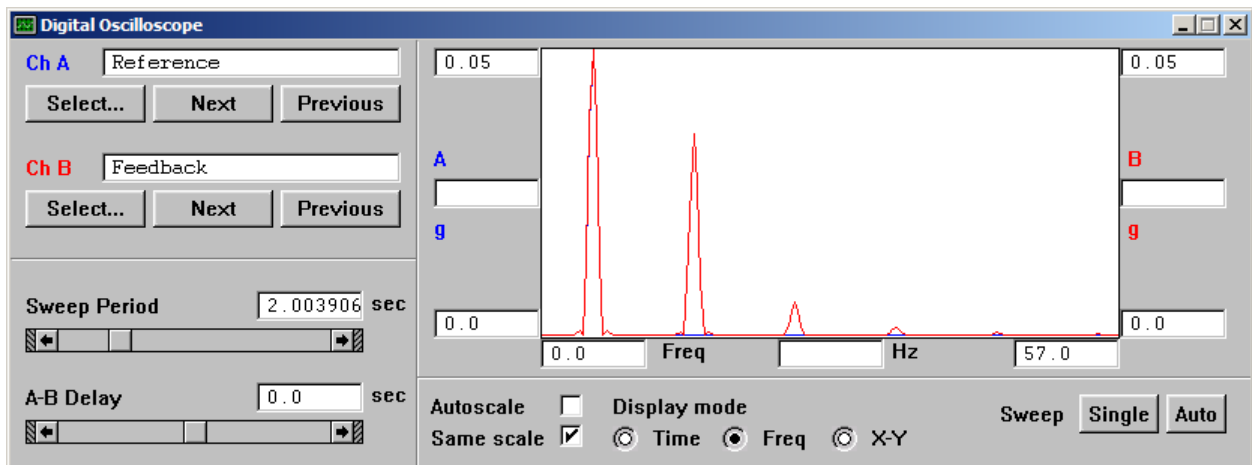 Digital Oscilloscope
Ch A Reference
Select... Next Previous
Ch B Feedback
Select... Next Previous
Sweep Period 2.003906 sec
A-B Delay 0.0 sec
0.05 0.05
A B
g g
0.0 0.0
0.0 Freq Hz 57.0
Autoscale Display mode
Same scale Time Freq X-Y
Sweep Single Auto